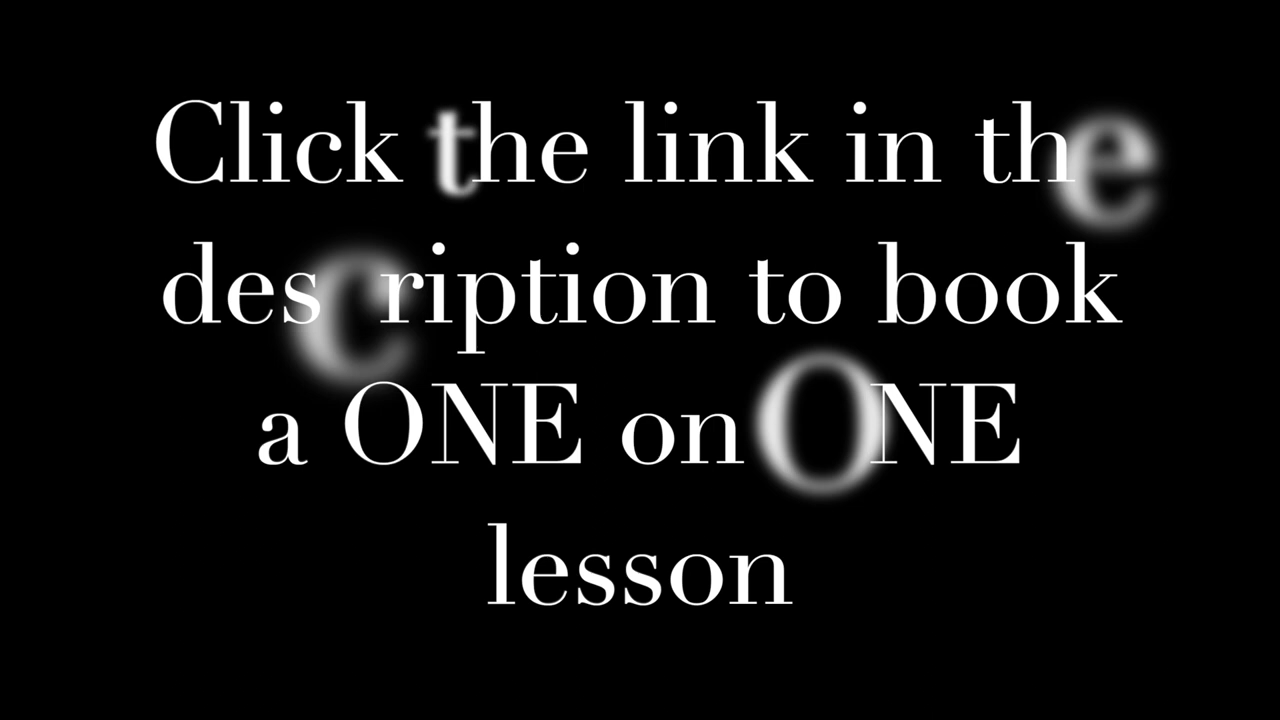 Click the link in the
description to book
a ONE on ONE
lesson